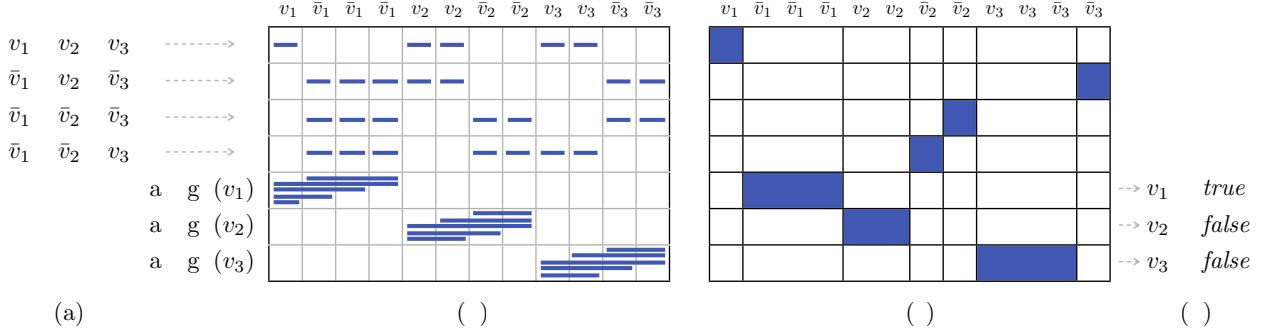 v₁ v̄₁ v̄₁ v̄₁ v₂ v₂ v̄₂ v̄₂ v₃ v₃ v̄₃ v̄₃ v₁ v̄₁ v̄₁ v̄₁ v₂ v₂ v̄₂ v̄₂ v₃ v₃ v̄₃ v̄₃
v₁ v₂ v₃
v̄₁ v₂ v̄₃
v̄₁ v̄₂ v̄₃
v̄₁ v̄₂ v₃
a g (v₁) v₁ true
a g (v₂) v₂ false
a g (v₃) v₃ false
(a) ( ) ( ) ( )